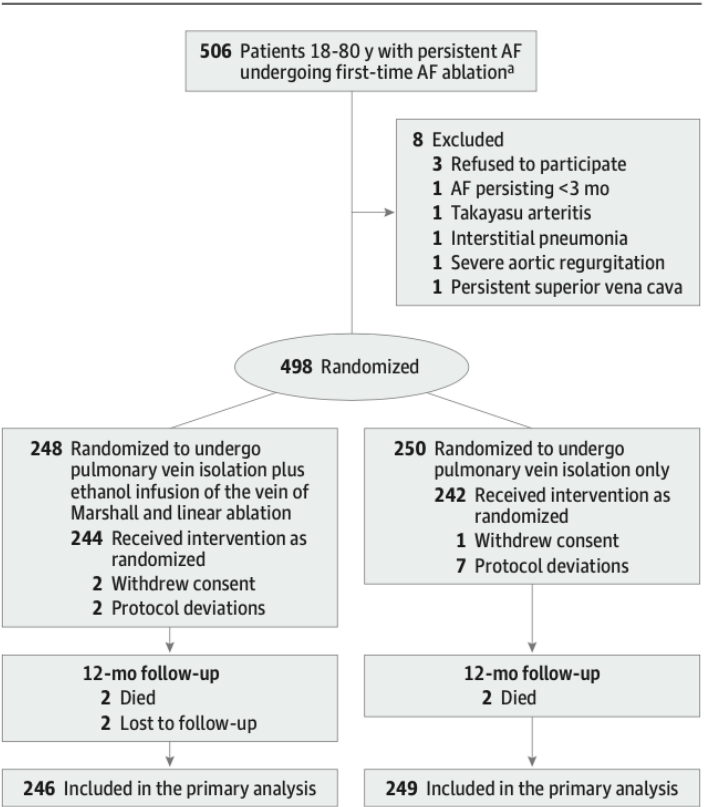 506 Patients 18-80 y with persistent AF
undergoing first-time AF ablationª
8 Excluded
3 Refused to participate
1 AF persisting <3 mo
1 Takayasu arteritis
1 Interstitial pneumonia
1 Severe aortic regurgitation
1 Persistent superior vena cava
498 Randomized
248 Randomized to undergo
pulmonary vein isolation plus
ethanol infusion of the vein of
Marshall and linear ablation
244 Received intervention as
randomized
2 Withdrew consent
2 Protocol deviations
250 Randomized to undergo
pulmonary vein isolation only
242 Received intervention as
randomized
1 Withdrew consent
7 Protocol deviations
12-mo follow-up
2 Died
2 Lost to follow-up
12-mo follow-up
2 Died
246 Included in the primary analysis
249 Included in the primary analysis